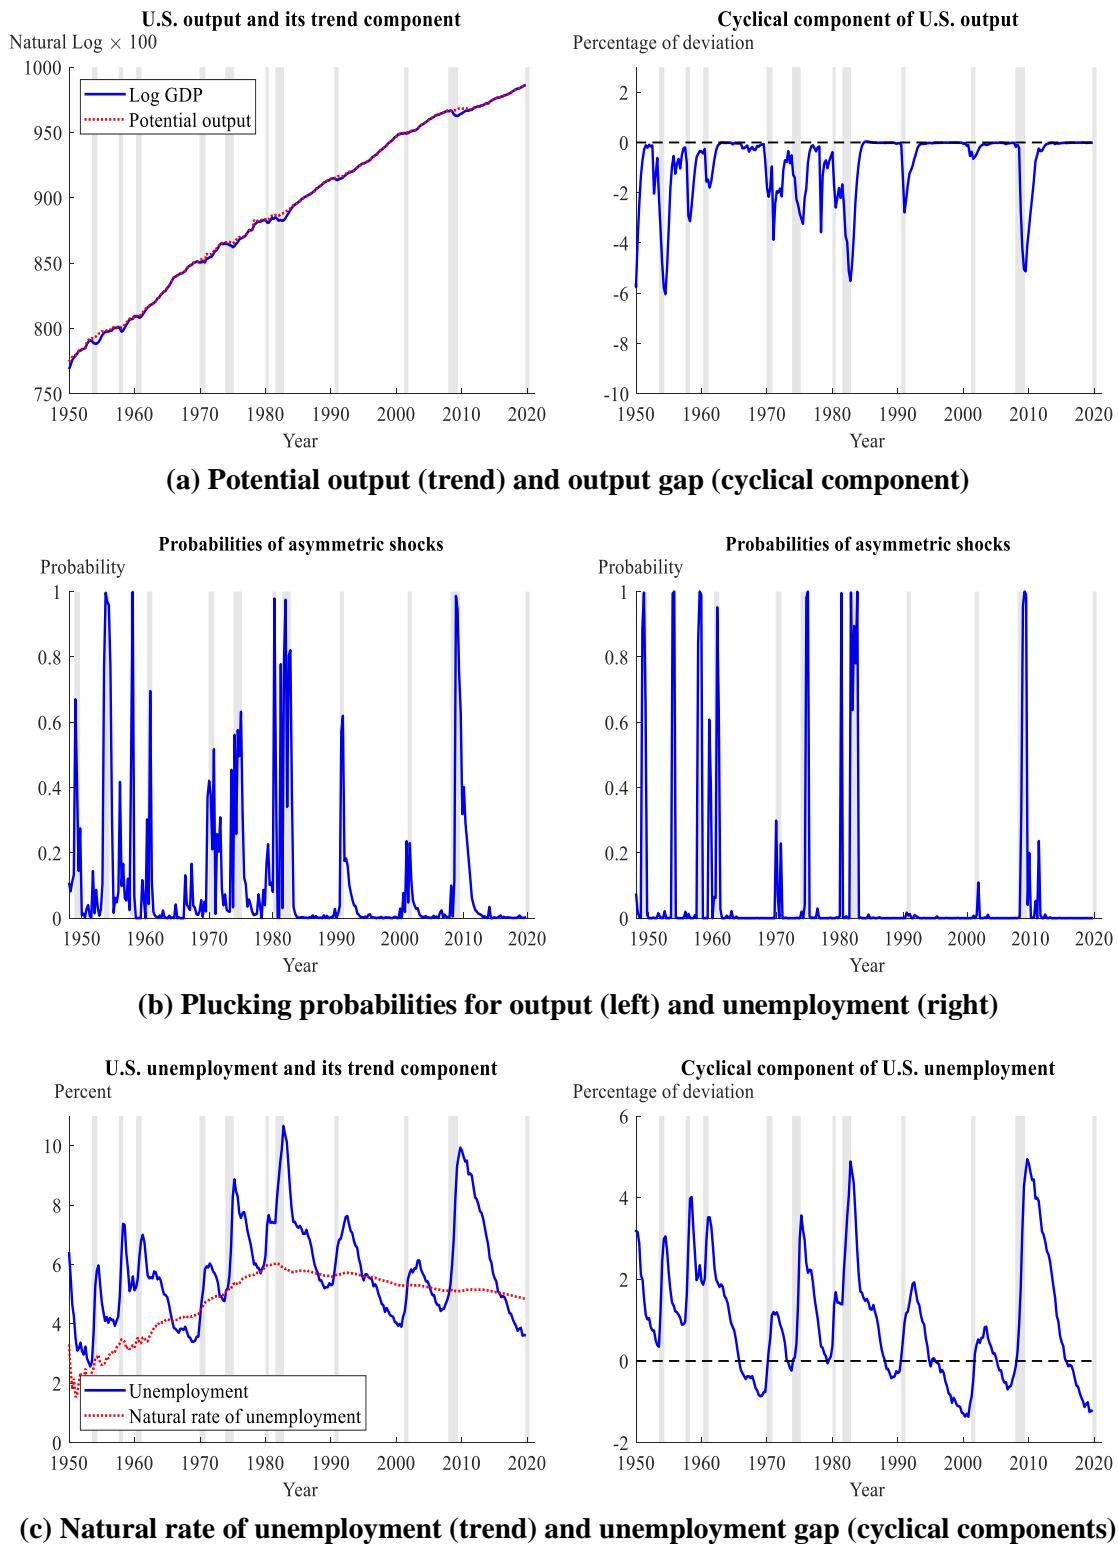 U.S. output and its trend component
Natural Log × 100
1000
950
900
850
800
750
Log GDP
Potential output
1950 1960 1970 1980 1990 2000 2010 2020
Year
Cyclical component of U.S. output
Percentage of deviation
2
0
-2
-4
-6
-8
-10
1950 1960 1970 1980 1990 2000 2010 2020
Year
(a) Potential output (trend) and output gap (cyclical component)
Probabilities of asymmetric shocks
Probability
1
0.8
0.6
0.4
0.2
0
1950 1960 1970 1980 1990 2000 2010 2020
Year
Probabilities of asymmetric shocks
Probability
1
0.8
0.6
0.4
0.2
0
1950 1960 1970 1980 1990 2000 2010 2020
Year
(b) Plucking probabilities for output (left) and unemployment (right)
U.S. unemployment and its trend component
Percent
10
8
6
4
2
0
Unemployment
Natural rate of unemployment
1950 1960 1970 1980 1990 2000 2010 2020
Year
Cyclical component of U.S. unemployment
Percentage of deviation
6
4
2
0
-2
1950 1960 1970 1980 1990 2000 2010 2020
Year
(c) Natural rate of unemployment (trend) and unemployment gap (cyclical components)